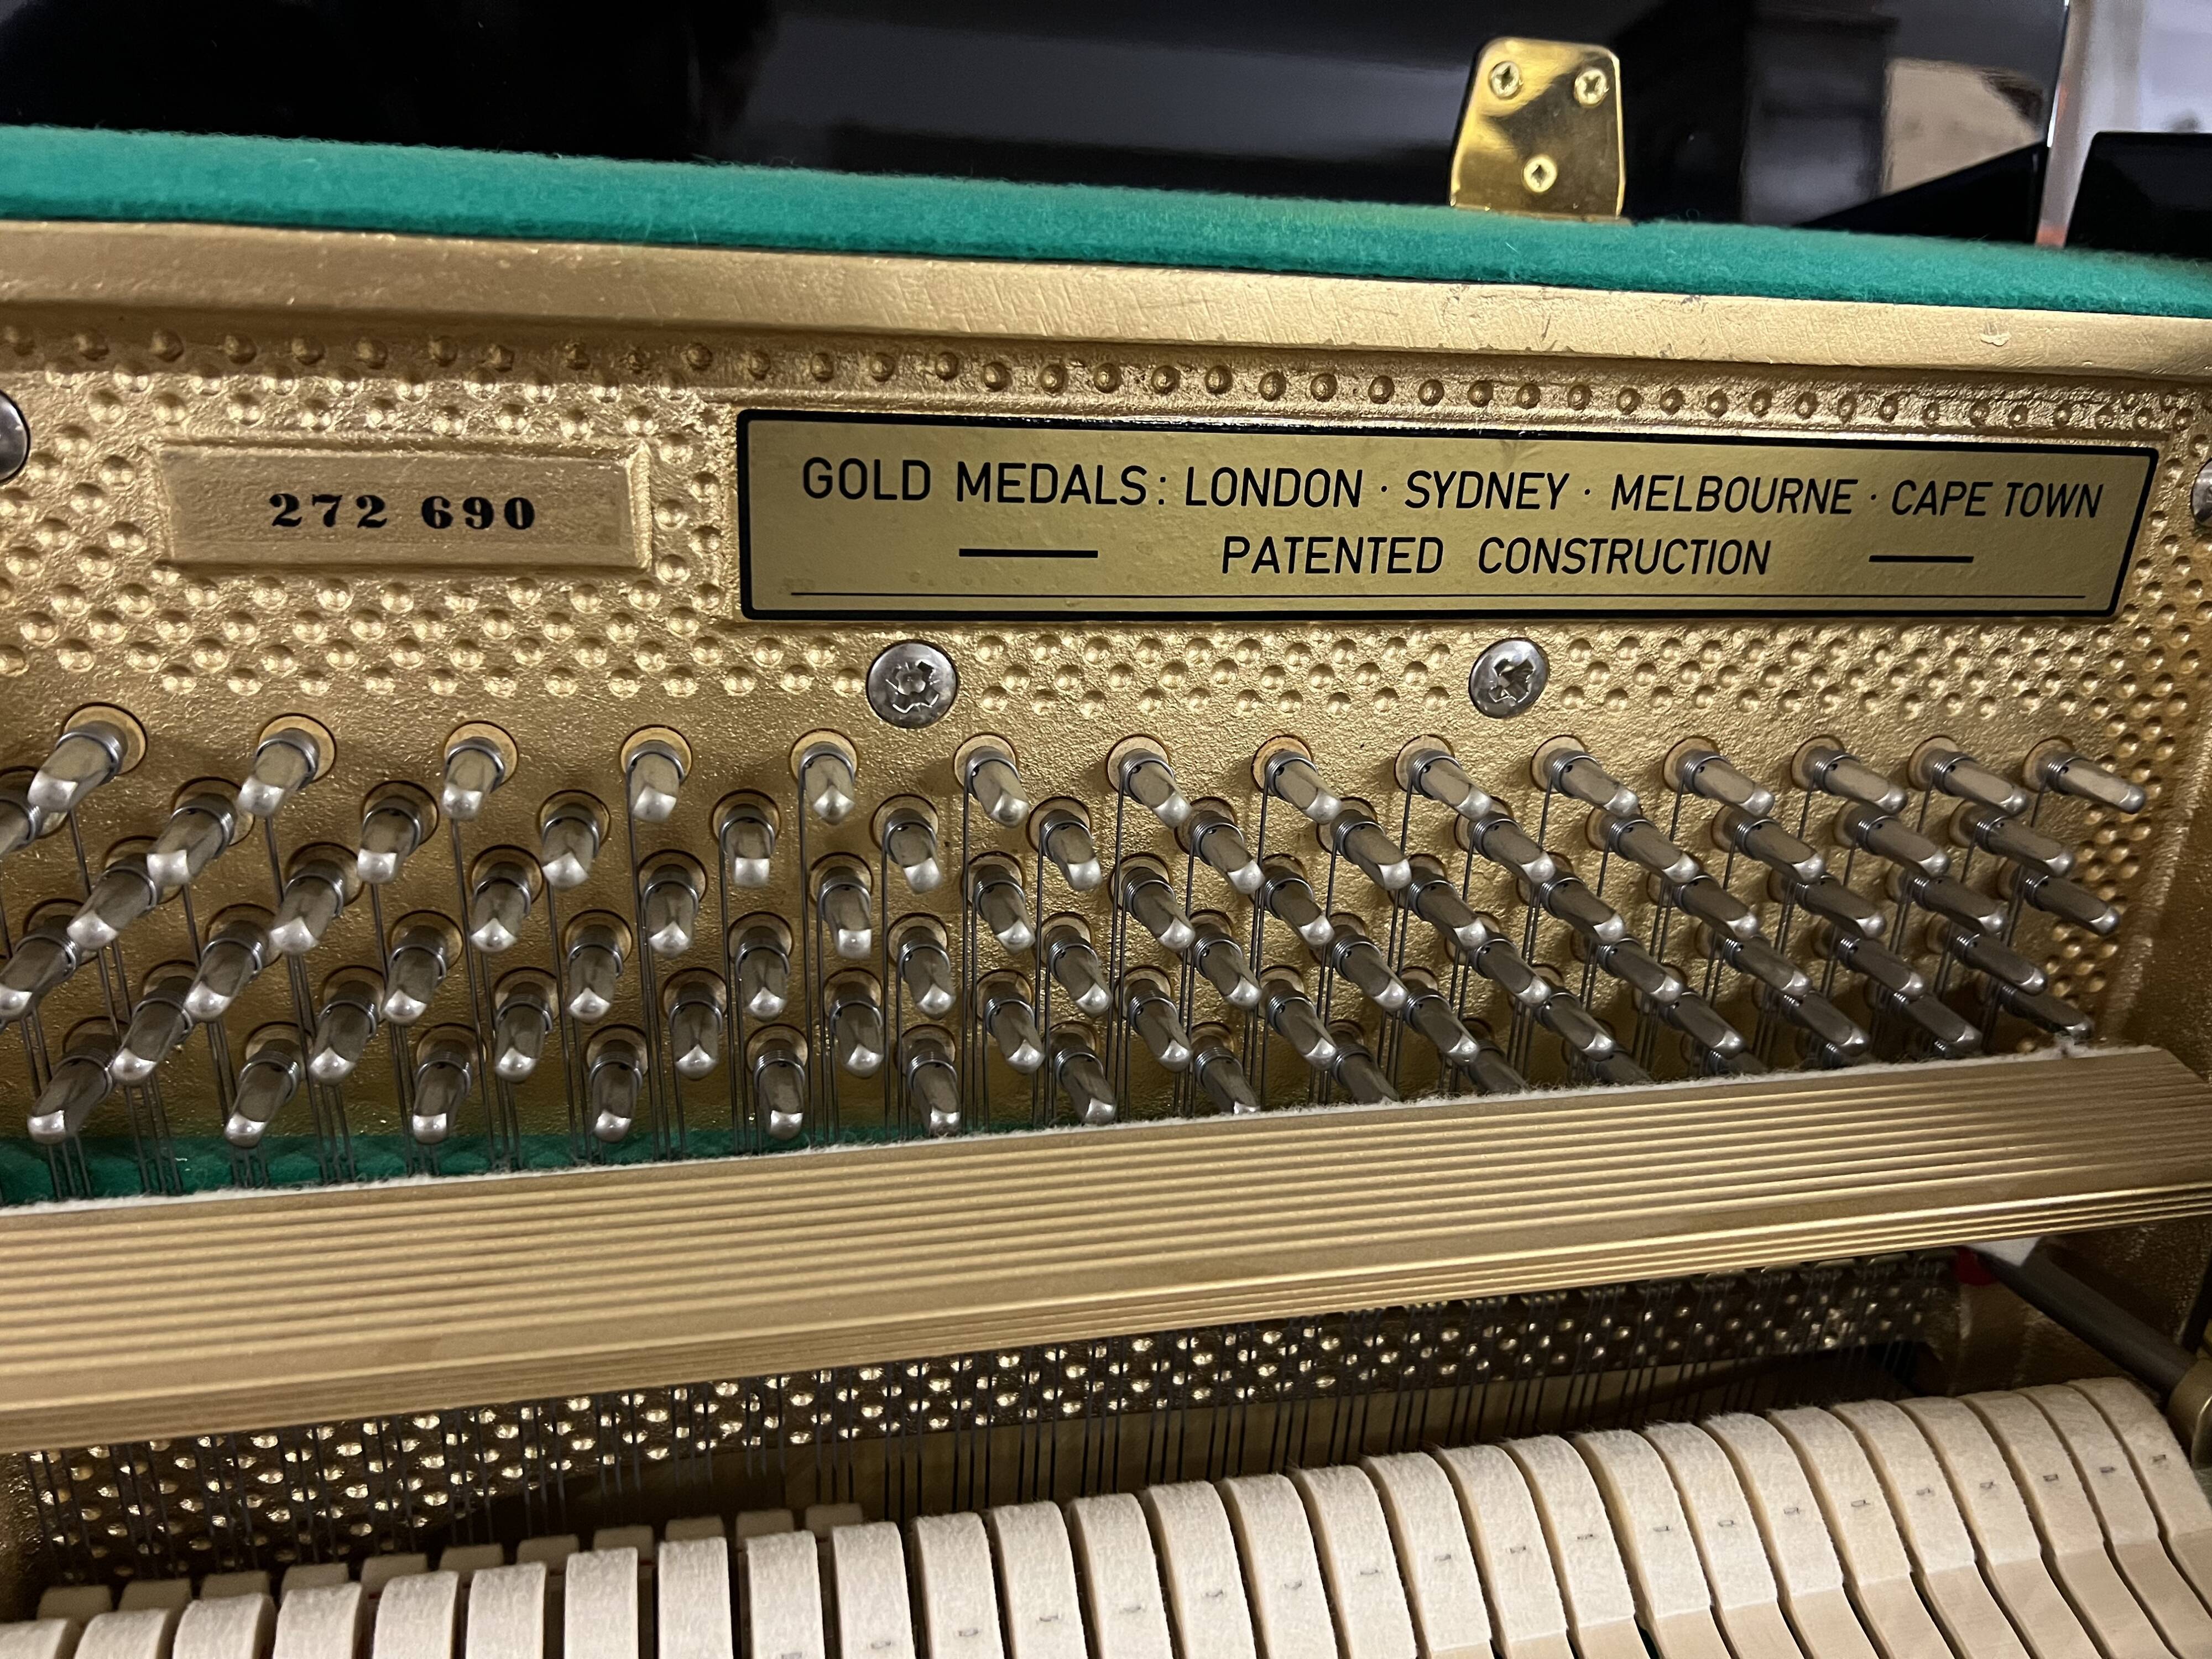 272 690
GOLD MEDALS: LONDON · SYDNEY · MELBOURNE · CAPE TOWN
PATENTED CONSTRUCTION